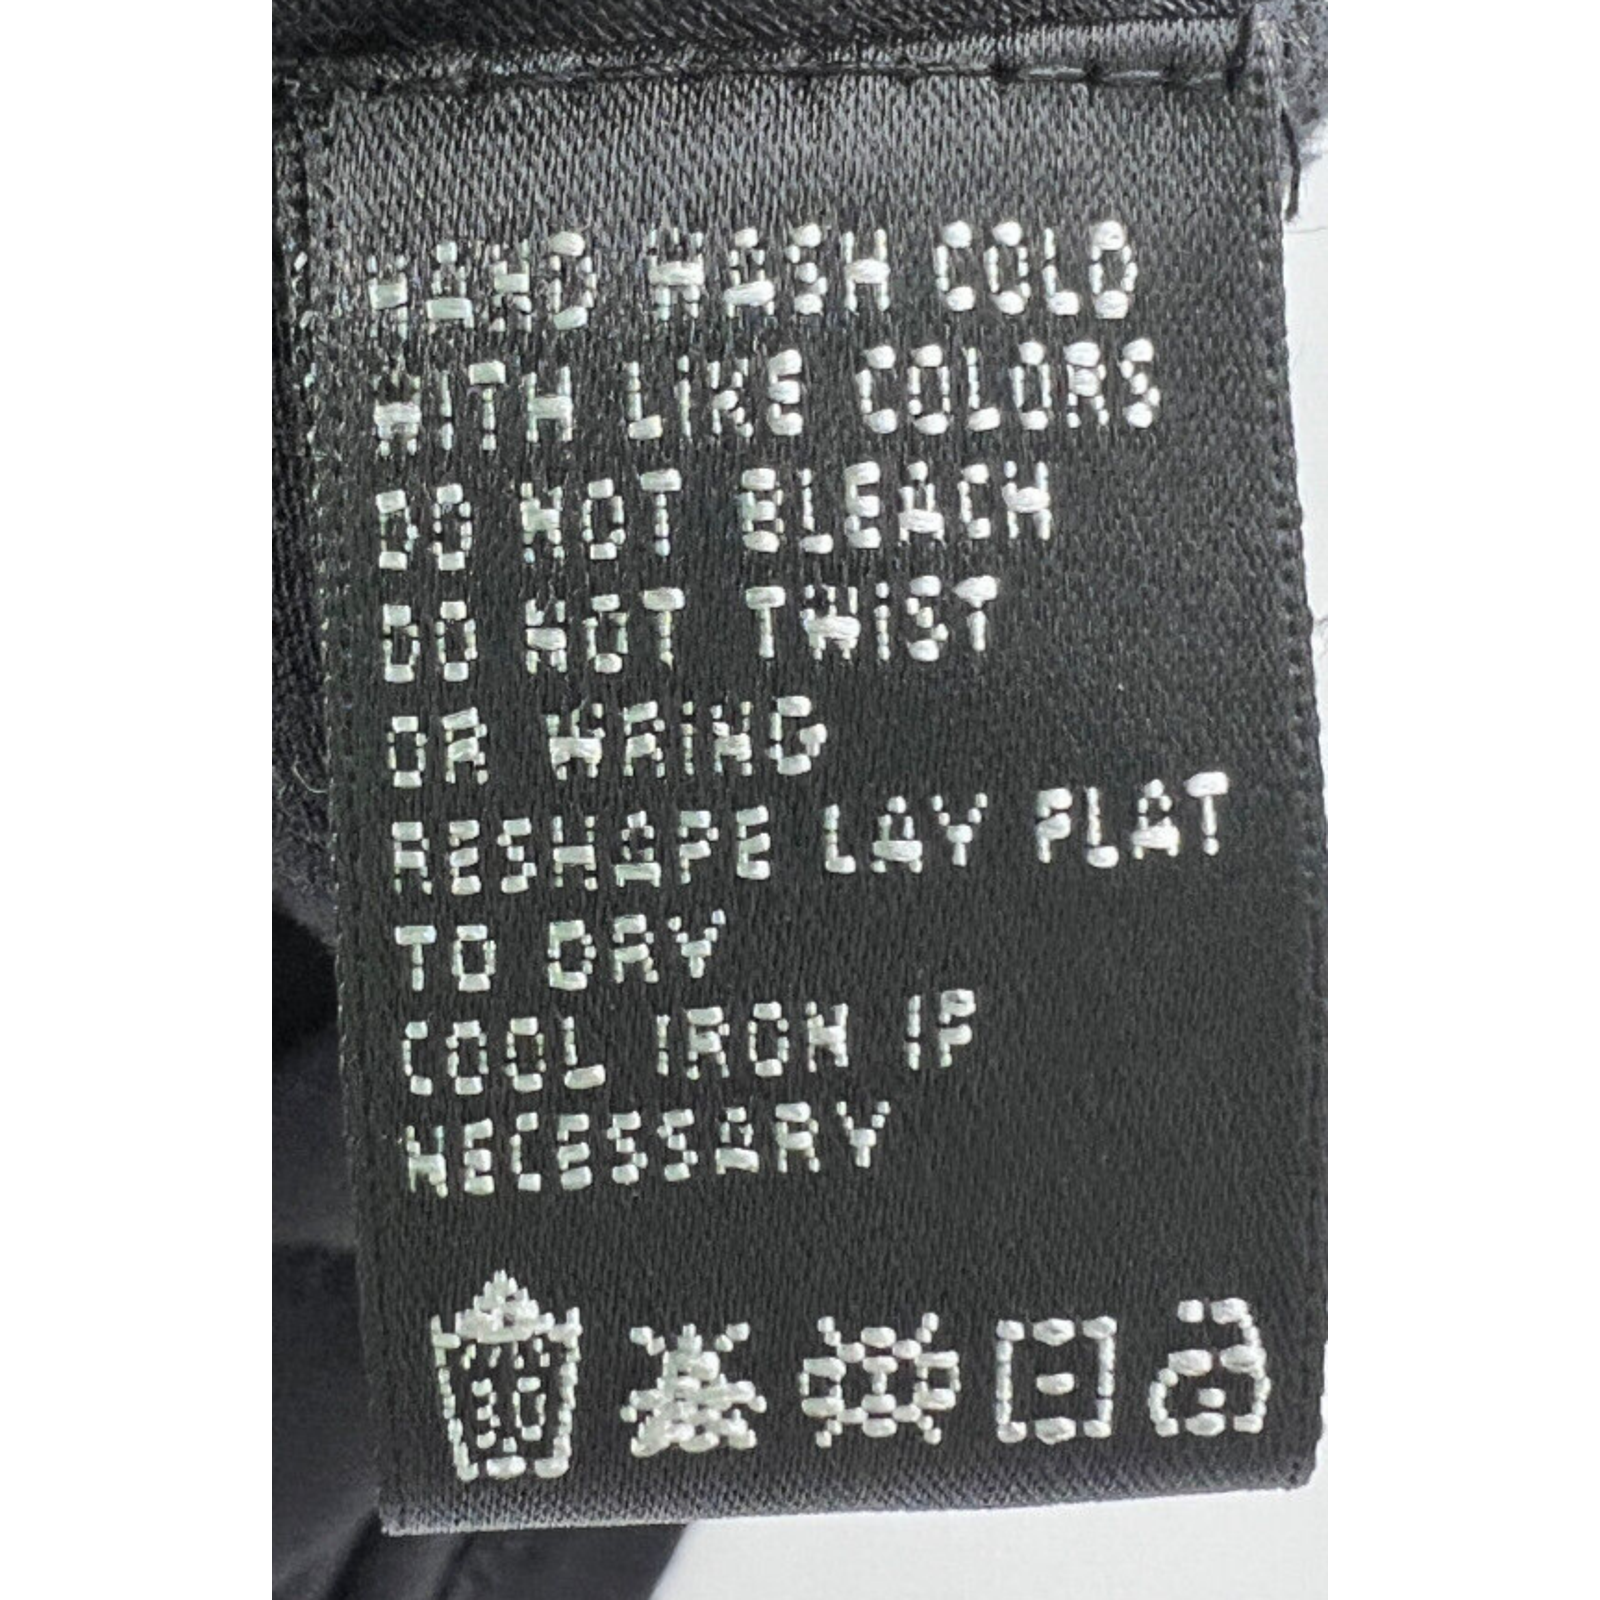 HAND WASH COLD
WITH LIKE COLORS
DO NOT BLEACH
DO NOT TWIST
OR WRING
RESHAPE LAY FLAT
TO DRY
COOL IRON IF
NECESSARY
30